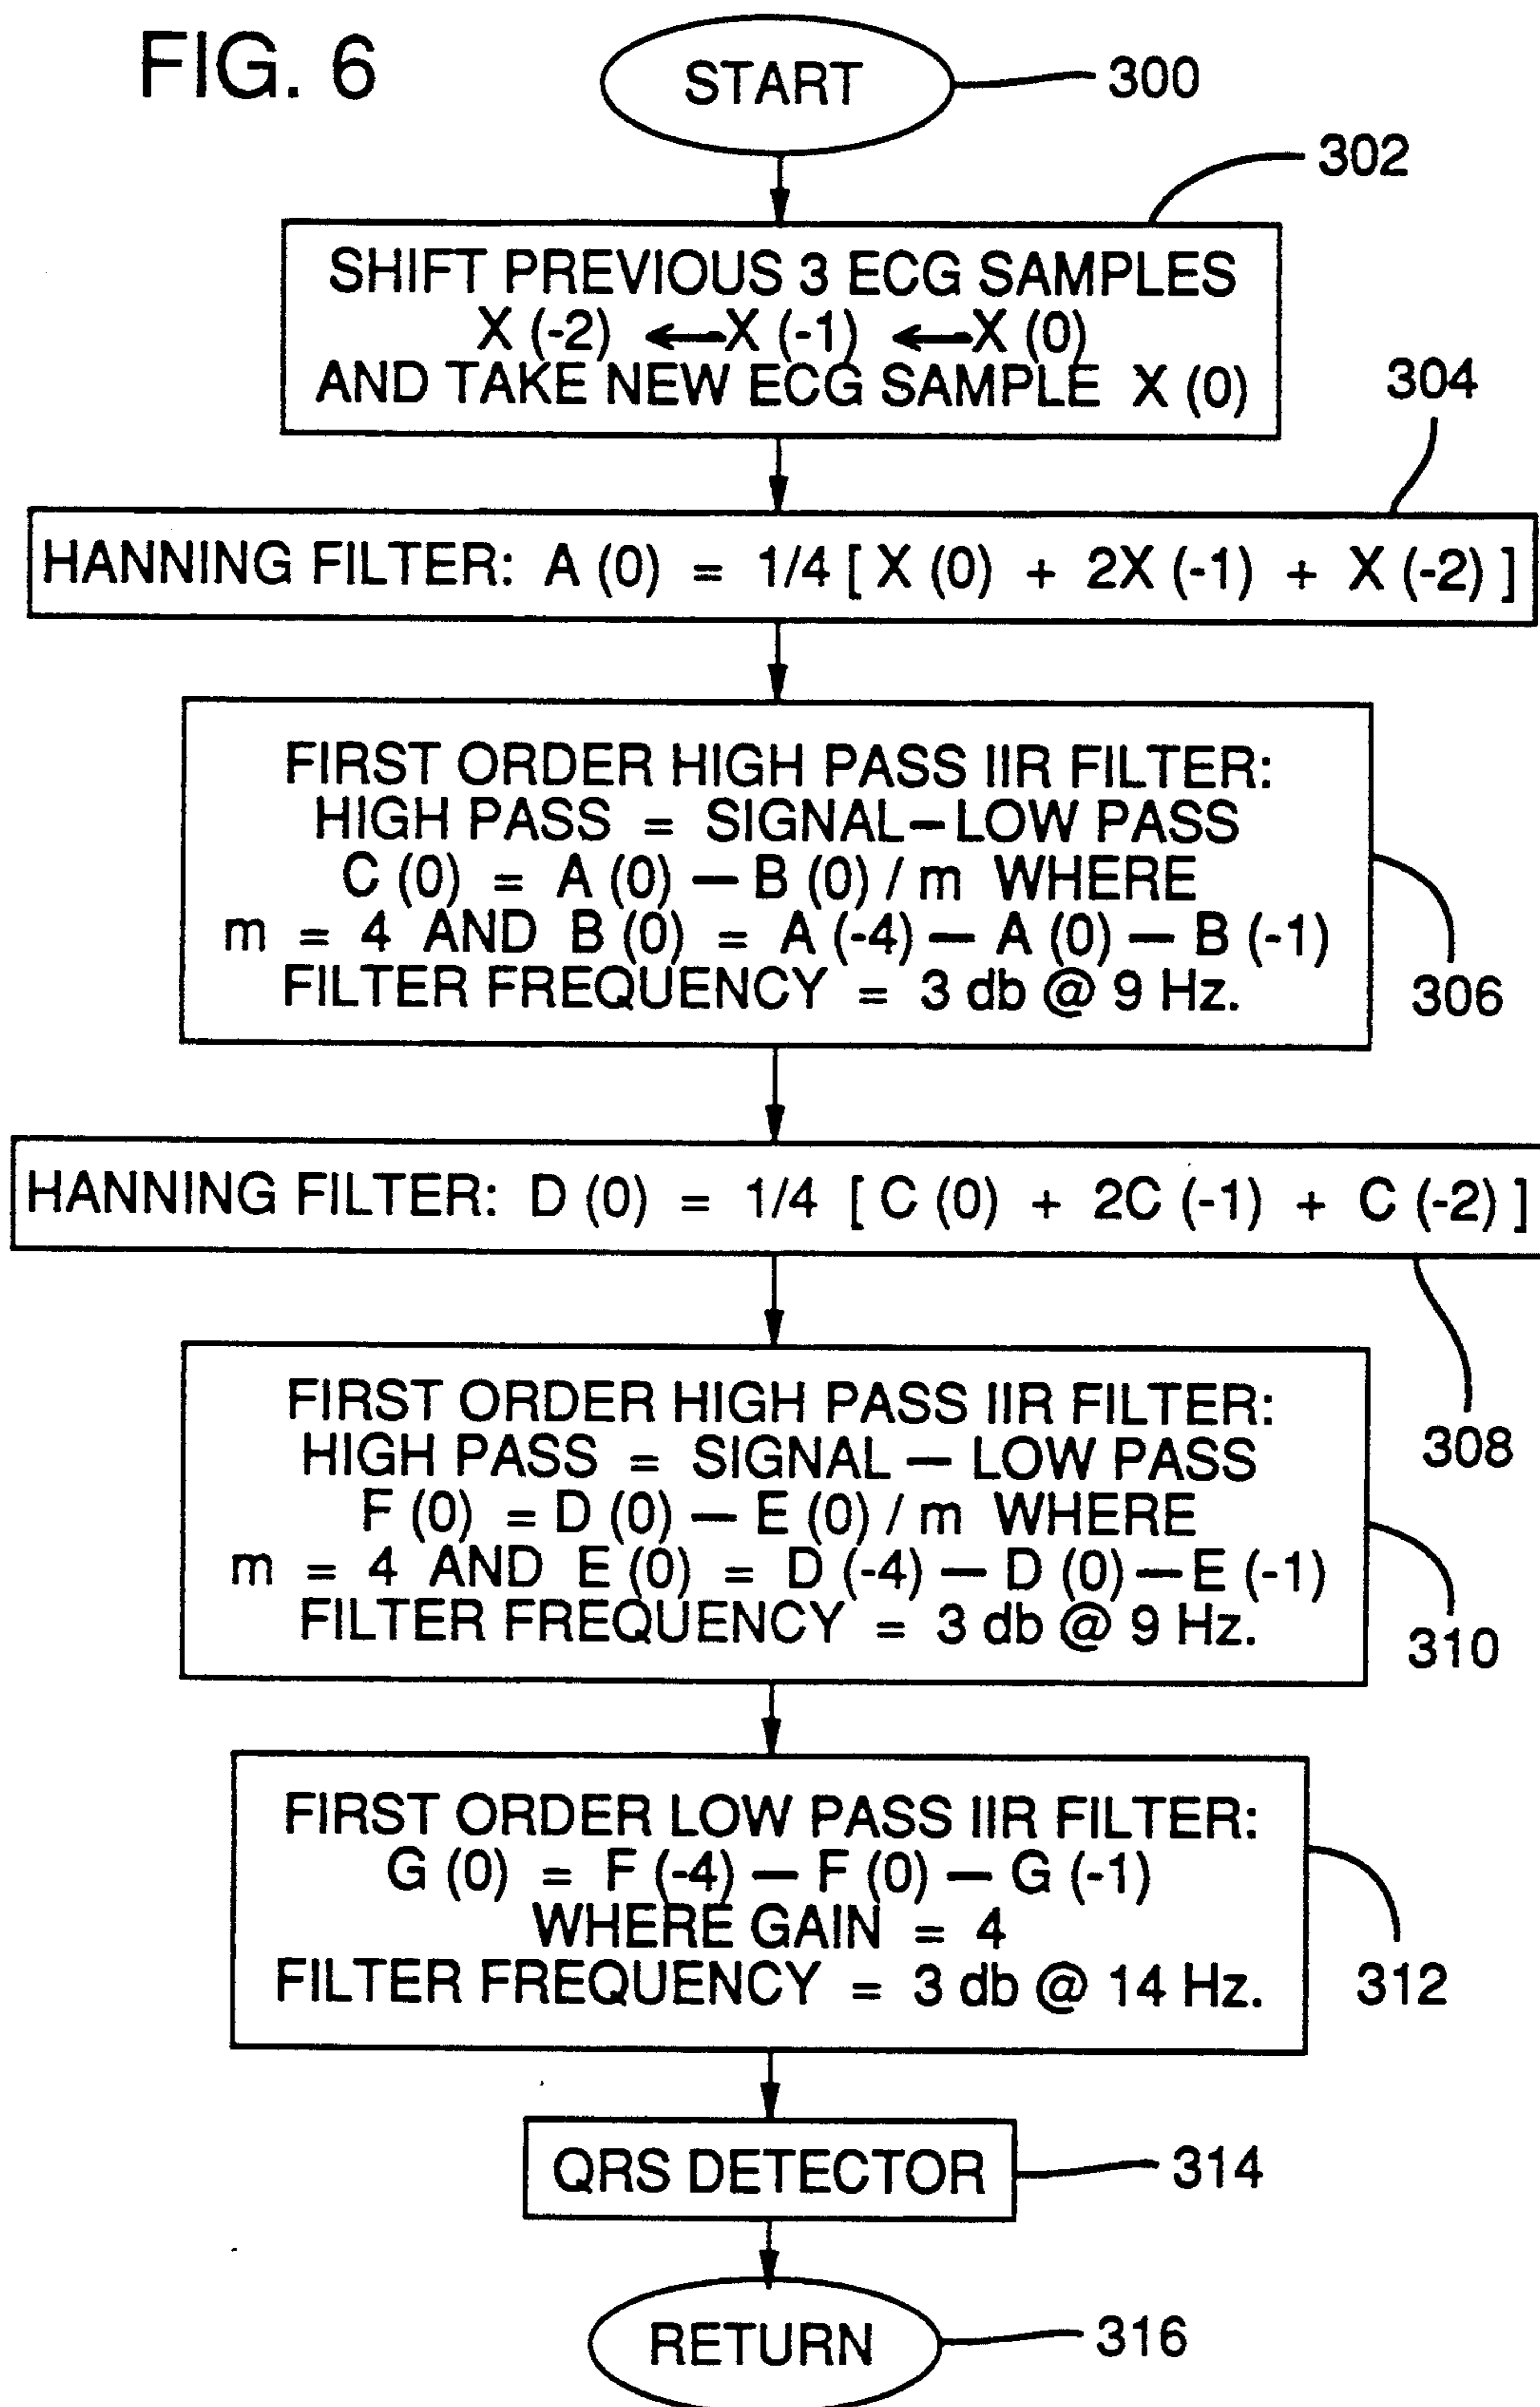 FIG. 6
START
300
302
SHIFT PREVIOUS 3 ECG SAMPLES
X (-2) ←X (-1) ←X (0)
AND TAKE NEW ECG SAMPLE X (0)
304
HANNING FILTER: A (0) = 1/4 [ X (0) + 2X (-1) + X (-2) ]
FIRST ORDER HIGH PASS IIR FILTER:
HIGH PASS = SIGNAL — LOW PASS
C (0) = A (0) — B (0) / m WHERE
m = 4 AND B (0) = A (-4) — A (0) — B (-1)
FILTER FREQUENCY = 3 db @ 9 Hz.
306
HANNING FILTER: D (0) = 1/4 [ C (0) + 2C (-1) + C (-2) ]
308
FIRST ORDER HIGH PASS IIR FILTER:
HIGH PASS = SIGNAL — LOW PASS
F (0) = D (0) — E (0) / m WHERE
m = 4 AND E (0) = D (-4) — D (0) — E (-1)
FILTER FREQUENCY = 3 db @ 9 Hz.
310
FIRST ORDER LOW PASS IIR FILTER:
G (0) = F (-4) — F (0) — G (-1)
WHERE GAIN = 4
FILTER FREQUENCY = 3 db @ 14 Hz.
312
QRS DETECTOR
314
RETURN
316